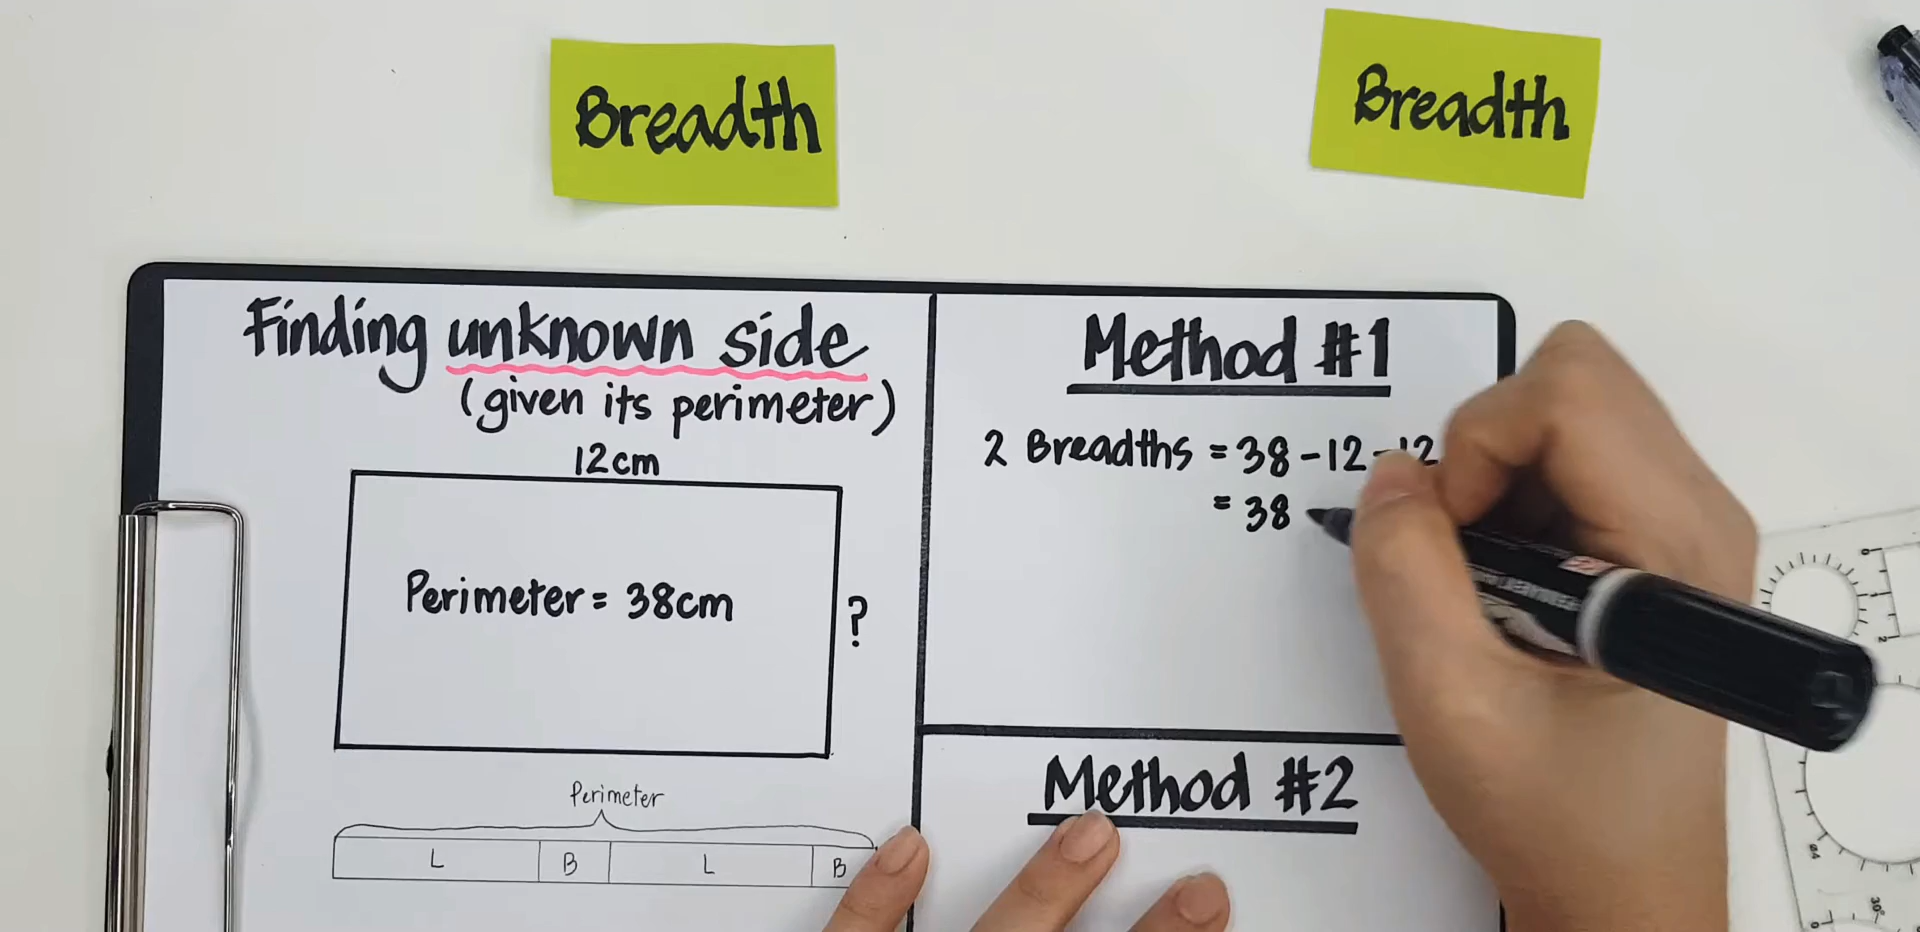 Breadth
Breadth
Finding unknown side
(given its perimeter)
12cm
Perimeter = 38cm
?
Perimeter
L B L B
Method #1
2 Breadths = 38 - 12 - 12
= 38
Method #2